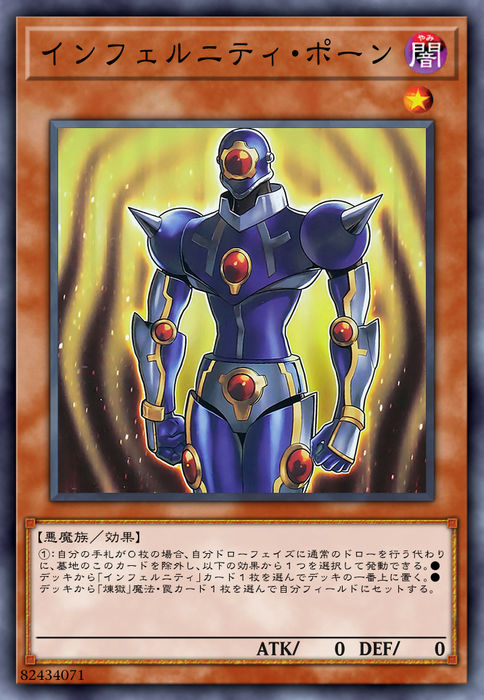 インフェルニティ・ポーン
闇
やみ
【悪魔族／効果】
①：自分の手札が０枚の場合、自分ドローフェイズに通常のドローを行う代わり
に、墓地のこのカードを除外し、以下の効果から１つを選択して発動できる。●
デッキから「インフェルニティ」カード１枚を選んでデッキの一番上に置く。●
デッキから「煉獄」魔法・罠カード１枚を選んで自分フィールドにセットする。
ATK/ 0 DEF/ 0
82434071